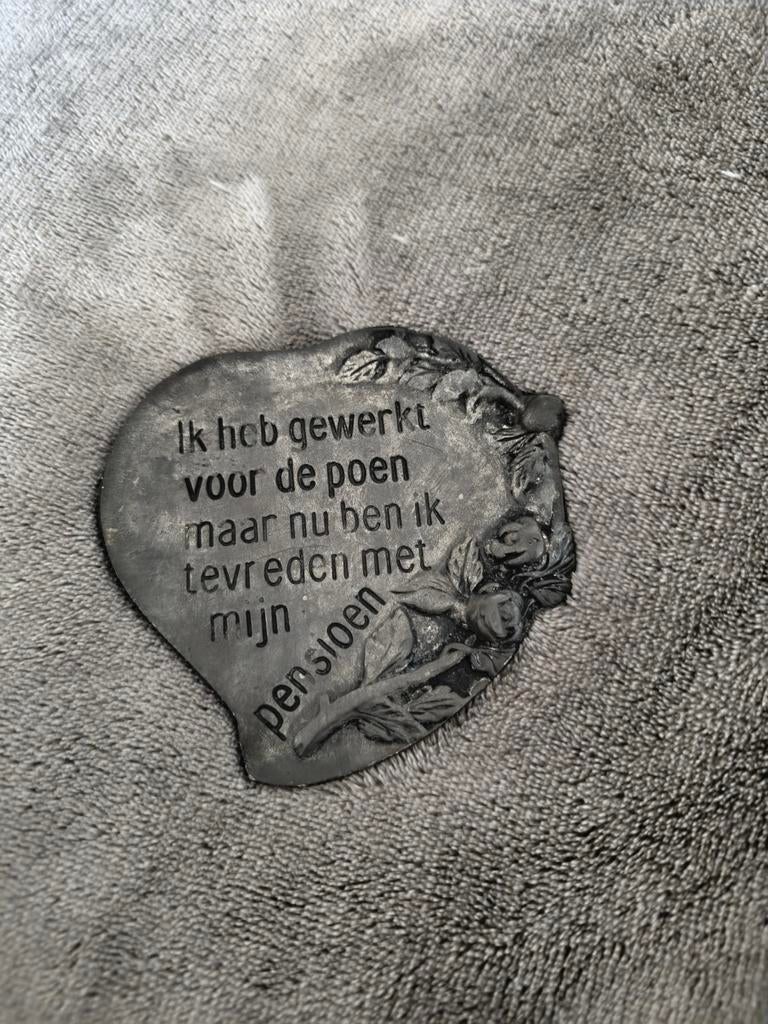 Ik heb gewerkt
voor de poen
maar nu ben ik
tevreden met
mijn
pensioen